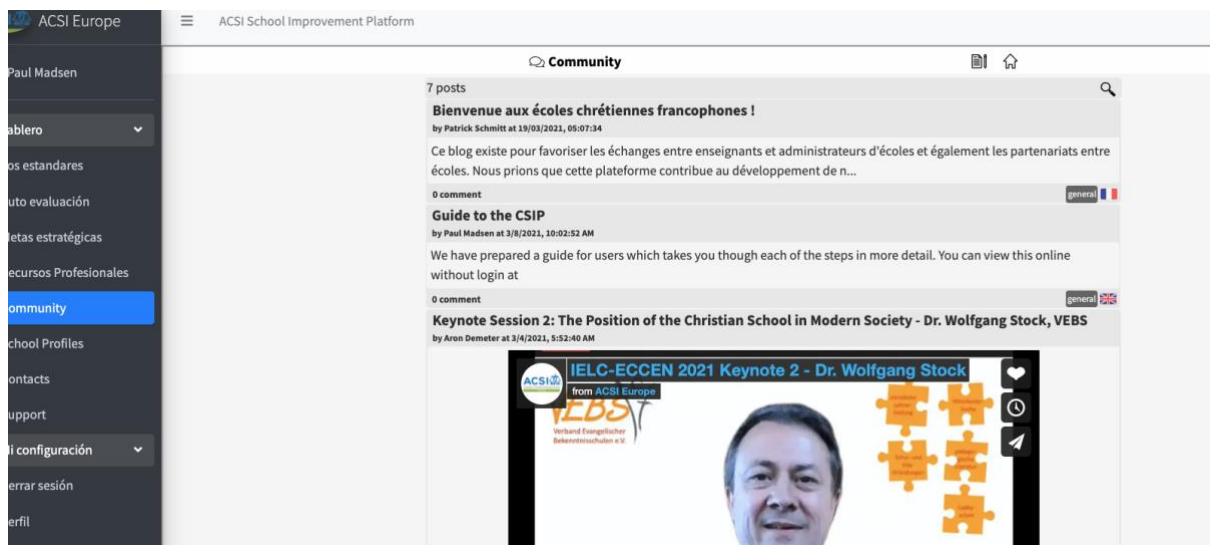 ACSI Europe
ACSI School Improvement Platform
Paul Madsen
ablero
os estandares
uto evaluación
etas estratégicas
ecursos Profesionales
ommunity
chool Profiles
ontacts
upport
i configuración
errar sesión
erfil
Community
7 posts
Bienvenue aux écoles chrétiennes francophones !
by Patrick Schmitt at 19/03/2021, 05:07:34
Ce blog existe pour favoriser les échanges entre enseignants et administrateurs d'écoles et également les partenariats entre
écoles. Nous prions que cette plateforme contribue au développement de n...
0 comment
general
Guide to the CSIP
by Paul Madsen at 3/8/2021, 10:02:52 AM
We have prepared a guide for users which takes you though each of the steps in more detail. You can view this online
without login at
0 comment
general
Keynote Session 2: The Position of the Christian School in Modern Society - Dr. Wolfgang Stock, VEBS
by Aron Demeter at 3/4/2021, 5:52:40 AM
ACSI
IELC-ECCEN 2021 Keynote 2 - Dr. Wolfgang Stock
from ACSI Europe
VEBS
Verband Evangelischer
Bekenntnisschulen e.V.